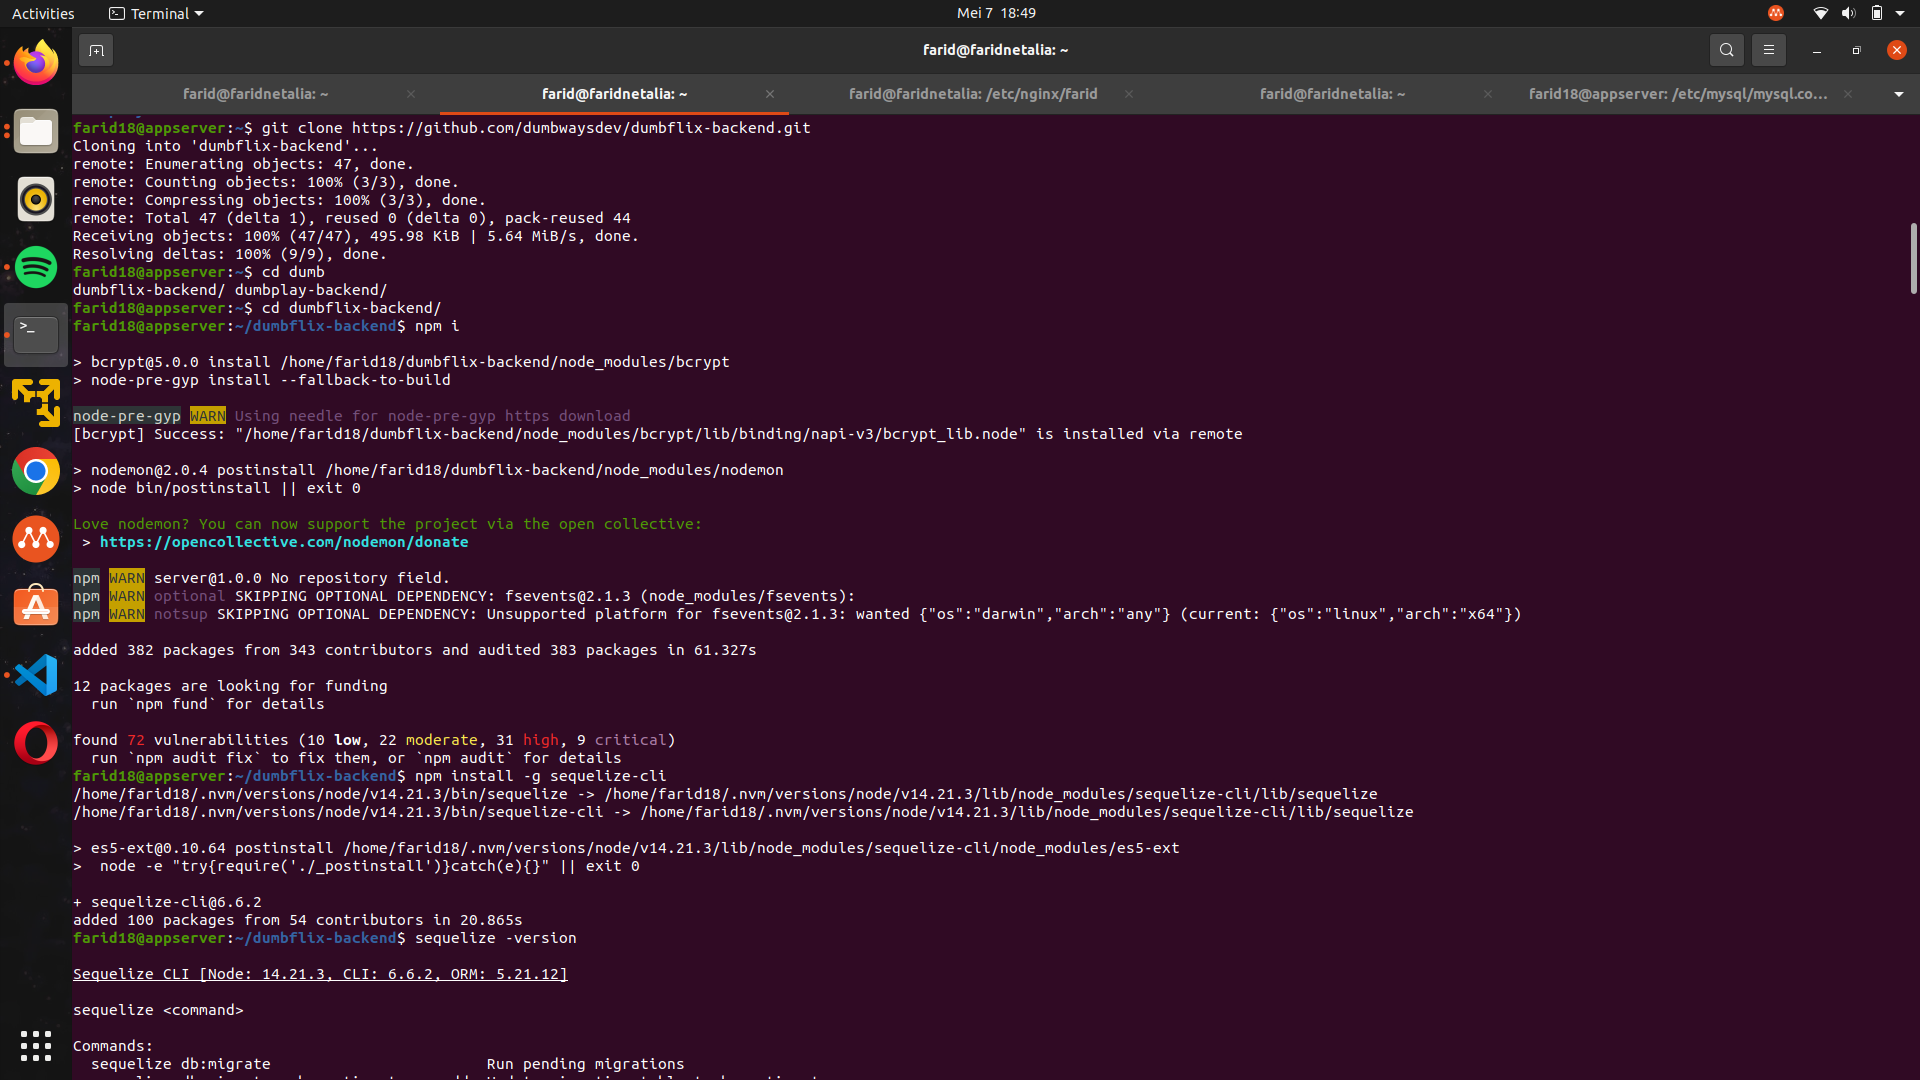 Activities
Terminal
Mei 7 18:49
farid@faridnetalia: ~
farid@faridnetalia: ~
farid@faridnetalia: ~
farid@faridnetalia: /etc/nginx/farid
farid@faridnetalia: ~
farid18@appserver: /etc/mysql/mysql.co...
farid18@appserver:~$ git clone https://github.com/dumbwaysdev/dumbflix-backend.git
Cloning into 'dumbflix-backend'...
remote: Enumerating objects: 47, done.
remote: Counting objects: 100% (3/3), done.
remote: Compressing objects: 100% (3/3), done.
remote: Total 47 (delta 1), reused 0 (delta 0), pack-reused 44
Receiving objects: 100% (47/47), 495.98 KiB | 5.64 MiB/s, done.
Resolving deltas: 100% (9/9), done.
farid18@appserver:~$ cd dumb
dumbflix-backend/ dumbplay-backend/
farid18@appserver:~$ cd dumbflix-backend/
farid18@appserver:~/dumbflix-backend$ npm i
> bcrypt@5.0.0 install /home/farid18/dumbflix-backend/node_modules/bcrypt
> node-pre-gyp install --fallback-to-build
node-pre-gyp WARN Using needle for node-pre-gyp https download
[bcrypt] Success: "/home/farid18/dumbflix-backend/node_modules/bcrypt/lib/binding/napi-v3/bcrypt_lib.node" is installed via remote
> nodemon@2.0.4 postinstall /home/farid18/dumbflix-backend/node_modules/nodemon
> node bin/postinstall || exit 0
Love nodemon? You can now support the project via the open collective:
> https://opencollective.com/nodemon/donate
npm WARN server@1.0.0 No repository field.
npm WARN optional SKIPPING OPTIONAL DEPENDENCY: fsevents@2.1.3 (node_modules/fsevents):
npm WARN notsup SKIPPING OPTIONAL DEPENDENCY: Unsupported platform for fsevents@2.1.3: wanted {"os":"darwin","arch":"any"} (current: {"os":"linux","arch":"x64"})
added 382 packages from 343 contributors and audited 383 packages in 61.327s
12 packages are looking for funding
run `npm fund` for details
found 72 vulnerabilities (10 low, 22 moderate, 31 high, 9 critical)
run `npm audit fix` to fix them, or `npm audit` for details
farid18@appserver:~/dumbflix-backend$ npm install -g sequelize-cli
/home/farid18/.nvm/versions/node/v14.21.3/bin/sequelize -> /home/farid18/.nvm/versions/node/v14.21.3/lib/node_modules/sequelize-cli/lib/sequelize
/home/farid18/.nvm/versions/node/v14.21.3/bin/sequelize-cli -> /home/farid18/.nvm/versions/node/v14.21.3/lib/node_modules/sequelize-cli/lib/sequelize
> es5-ext@0.10.64 postinstall /home/farid18/.nvm/versions/node/v14.21.3/lib/node_modules/sequelize-cli/node_modules/es5-ext
>  node -e "try{require('./_postinstall')}catch(e){}" || exit 0
+ sequelize-cli@6.6.2
added 100 packages from 54 contributors in 20.865s
farid18@appserver:~/dumbflix-backend$ sequelize -version
Sequelize CLI [Node: 14.21.3, CLI: 6.6.2, ORM: 5.21.12]
sequelize <command>
Commands:
sequelize db:migrate Run pending migrations